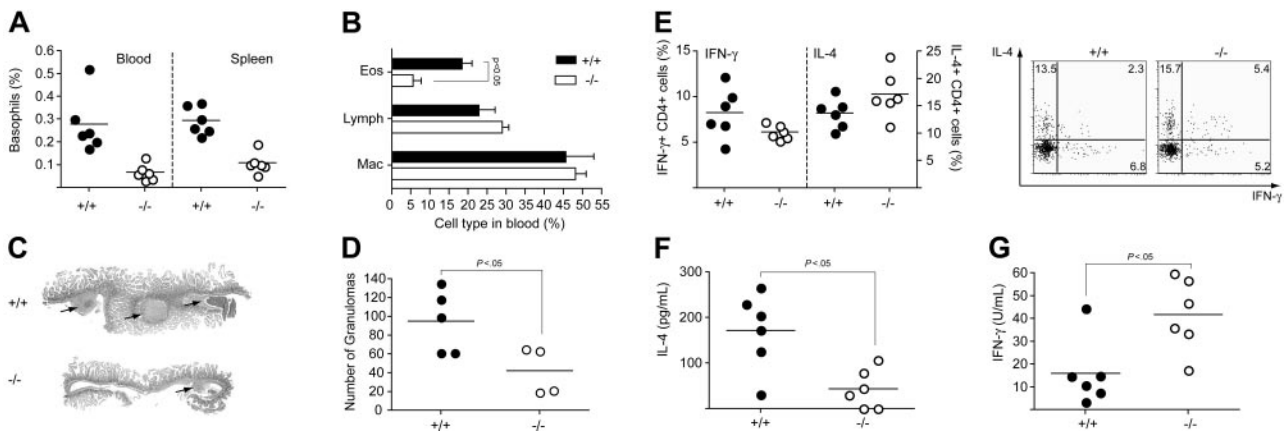 A
Blood
Spleen
Basophils (%)
0.6
0.5
0.4
0.3
0.2
0.1
+/+
-/-
+/+
-/-
B
Eos
Lymph
Mac
p<0.05
+/+
-/-
0
5
10
15
20
25
30
35
40
45
50
55
Cell type in blood (%)
E
IFN-γ
IL-4
IFN-γ+ CD4+ cells (%)
15
10
5
0
25
20
15
10
5
0
IL-4+ CD4+
cells (%)
+/+
-/-
+/+
-/-
IL-4
+/+
-/-
13.5
2.3
6.8
15.7
5.4
5.2
IFN-γ
C
+/+
-/-
D
P<.05
Number of Granulomas
140
120
100
80
60
40
20
0
+/+
-/-
F
P<.05
IL-4 (pg/mL)
300
200
100
0
+/+
-/-
G
P<.05
IFN-γ (U/mL)
60
50
40
30
20
10
+/+
-/-